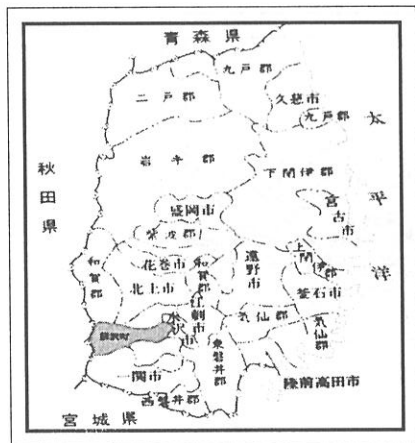 青森県
九戸郡
二戸郡
久慈市
九戸郡
太平洋
秋田県
岩手郡
下閉伊郡
盛岡市
宮古市
紫波郡
和賀郡
花巻市
和賀郡
遠野市
上閉伊郡
北上市
江刺市
釜石市
水沢市
気仙郡
気仙郡
胆沢町
東磐井郡
一関市
陸前高田市
西磐井郡
宮城県